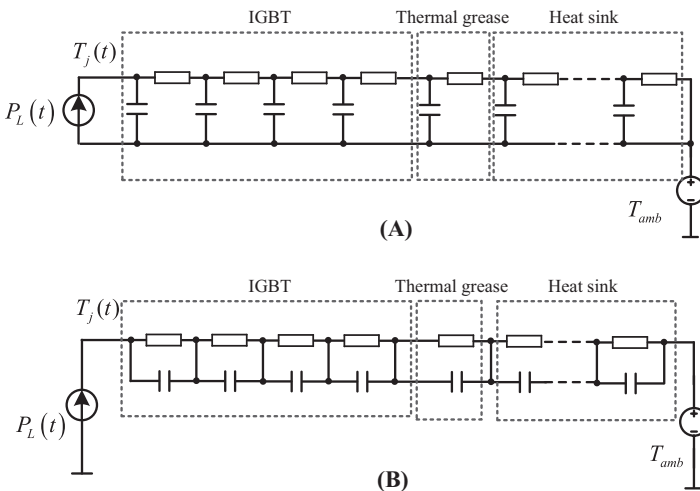 IGBT Thermal grease Heat sink
T_j(t)
P_L(t)
+
−
T_amb
(A)
IGBT Thermal grease Heat sink
T_j(t)
P_L(t)
+
−
T_amb
(B)